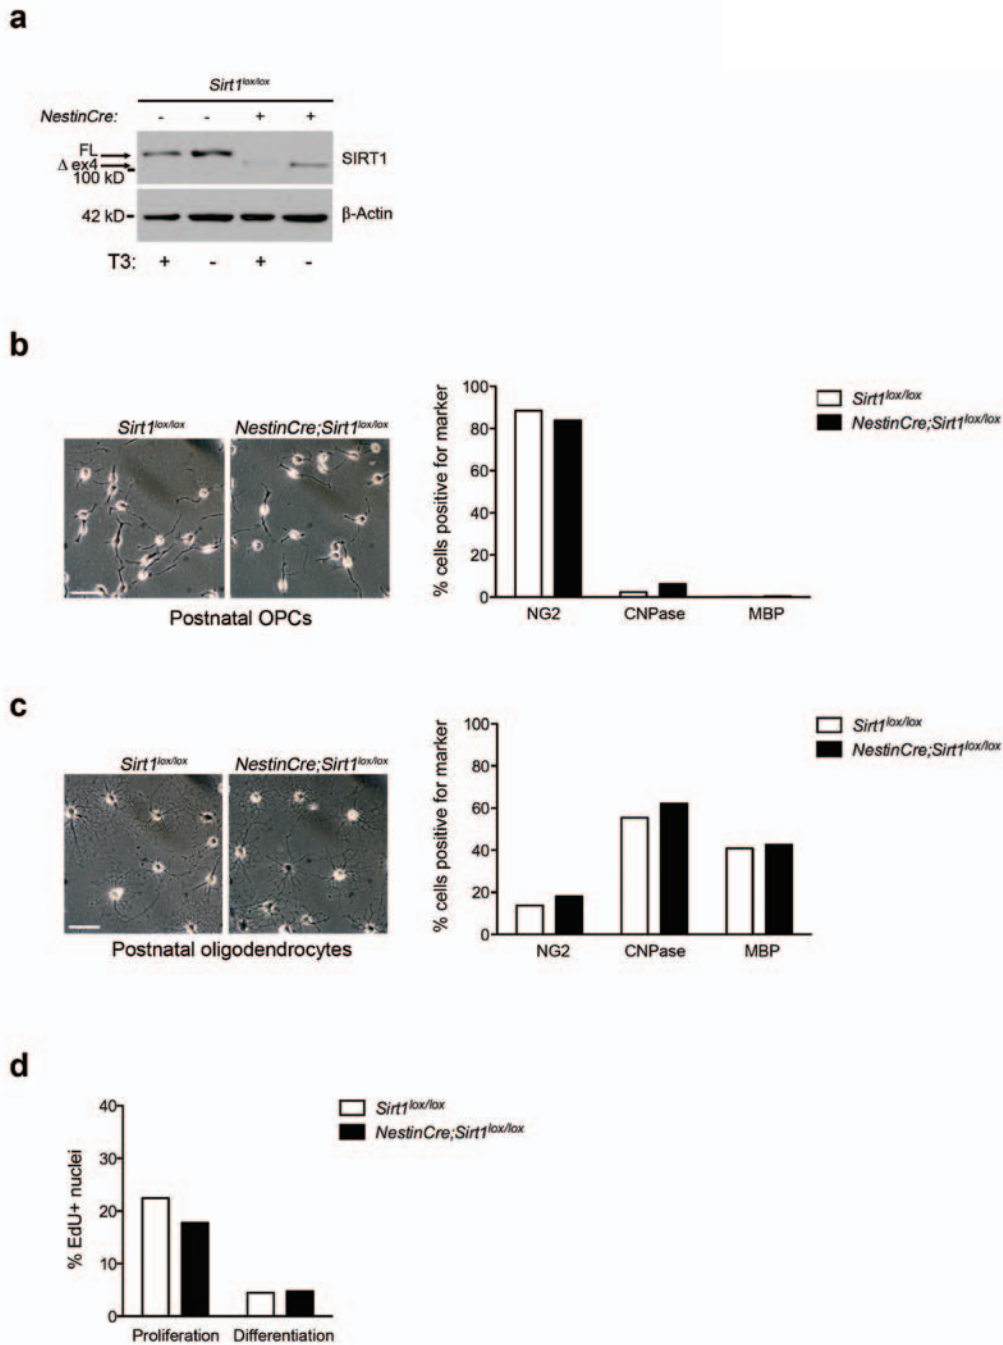 a
Sirt1lox/lox
NestinCre: - - + +
FL
Δ ex4
100 kD
SIRT1
42 kD
β-Actin
T3: + - + -
b
Sirt1lox/lox NestinCre;Sirt1lox/lox
Postnatal OPCs
% cells positive for marker
100
80
60
40
20
0
NG2 CNPase MBP
Sirt1lox/lox
NestinCre;Sirt1lox/lox
c
Sirt1lox/lox NestinCre;Sirt1lox/lox
Postnatal oligodendrocytes
% cells positive for marker
100
80
60
40
20
0
NG2 CNPase MBP
Sirt1lox/lox
NestinCre;Sirt1lox/lox
d
% EdU+ nuclei
40
30
20
10
0
Proliferation Differentiation
Sirt1lox/lox
NestinCre;Sirt1lox/lox